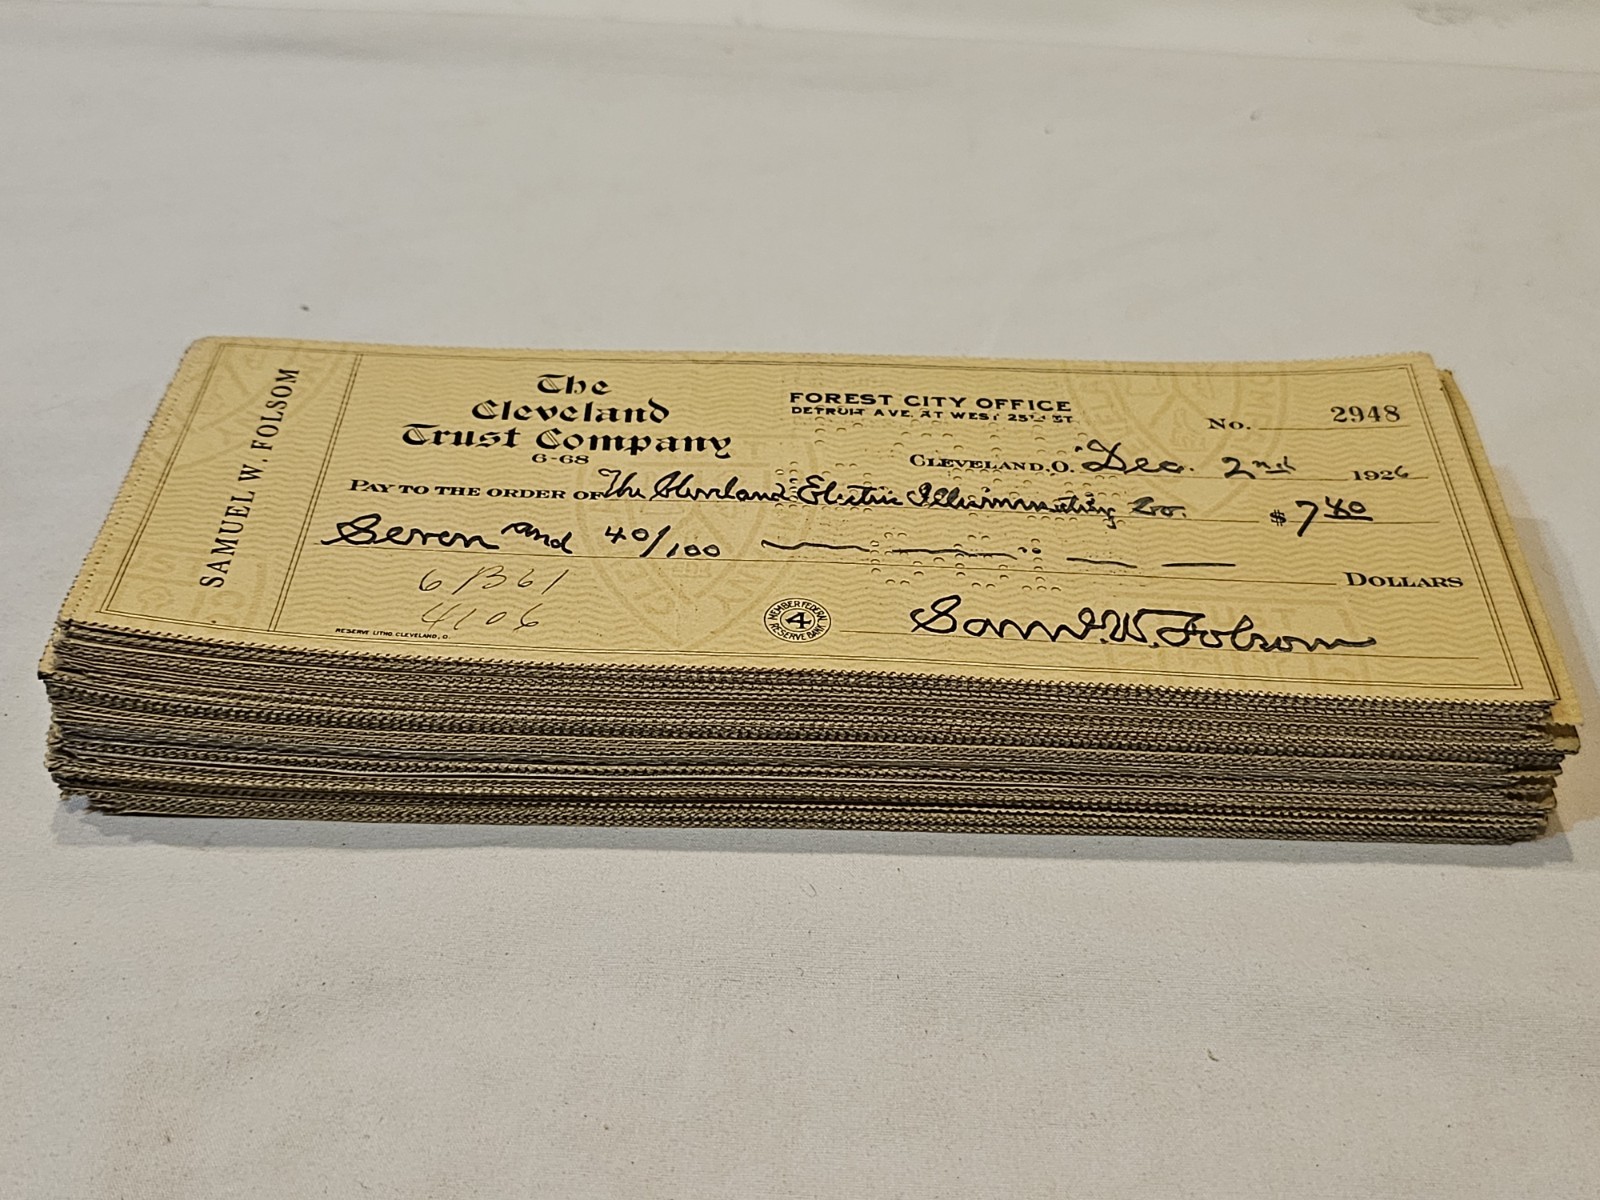 SAMUEL W. FOLSOM
The
Cleveland
Trust Company
6-68
FOREST CITY OFFICE
DETROIT AVE. AT WEST 25TH ST.
No. 2948
CLEVELAND, O. Dec. 2nd 1926
PAY TO THE ORDER OF The Cleveland Electric Illuminating Co. $7 40
Seven and 40/100 DOLLARS
6 B61
4106
RESERVE LITHO. CLEVELAND, O.
MEMBER FEDERAL RESERVE BANK
4
Saml. W. Folsom